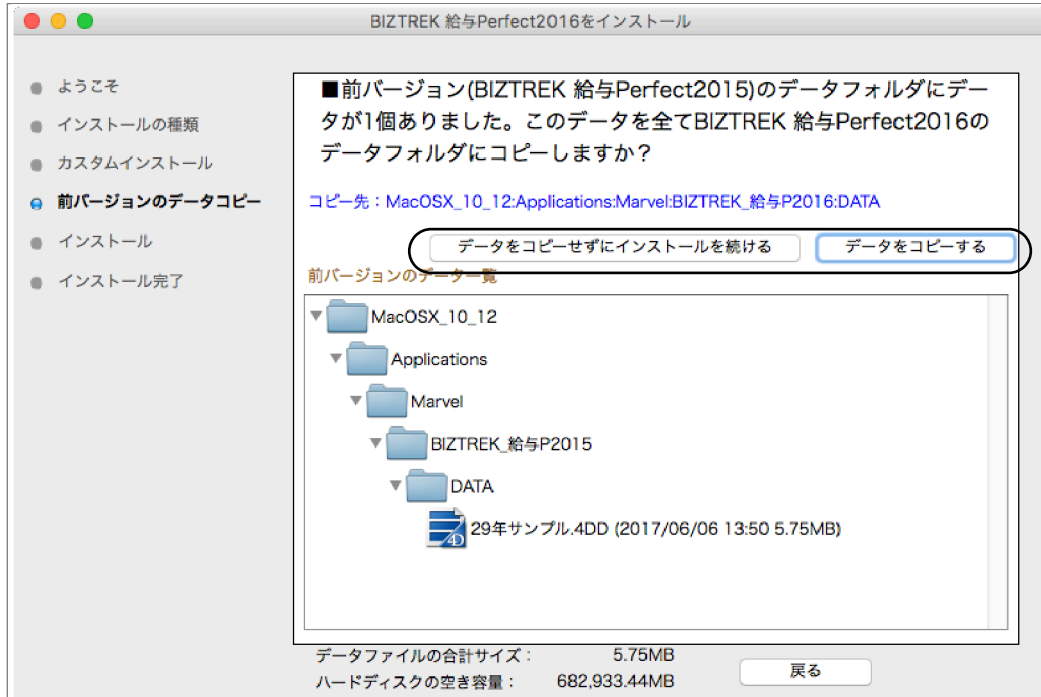 BIZTREK 給与Perfect2016をインストール
ようこそ
インストールの種類
カスタムインストール
前バージョンのデータコピー
インストール
インストール完了
■前バージョン(BIZTREK 給与Perfect2015)のデータフォルダにデー
タが1個ありました。このデータを全てBIZTREK 給与Perfect2016の
データフォルダにコピーしますか？
コピー先：MacOSX_10_12:Applications:Marvel:BIZTREK_給与P2016:DATA
データをコピーせずにインストールを続ける データをコピーする
前バージョンのデータ一覧
MacOSX_10_12
Applications
Marvel
BIZTREK_給与P2015
DATA
4D 29年サンプル.4DD (2017/06/06 13:50 5.75MB)
データファイルの合計サイズ： 5.75MB
ハードディスクの空き容量： 682,933.44MB
戻る